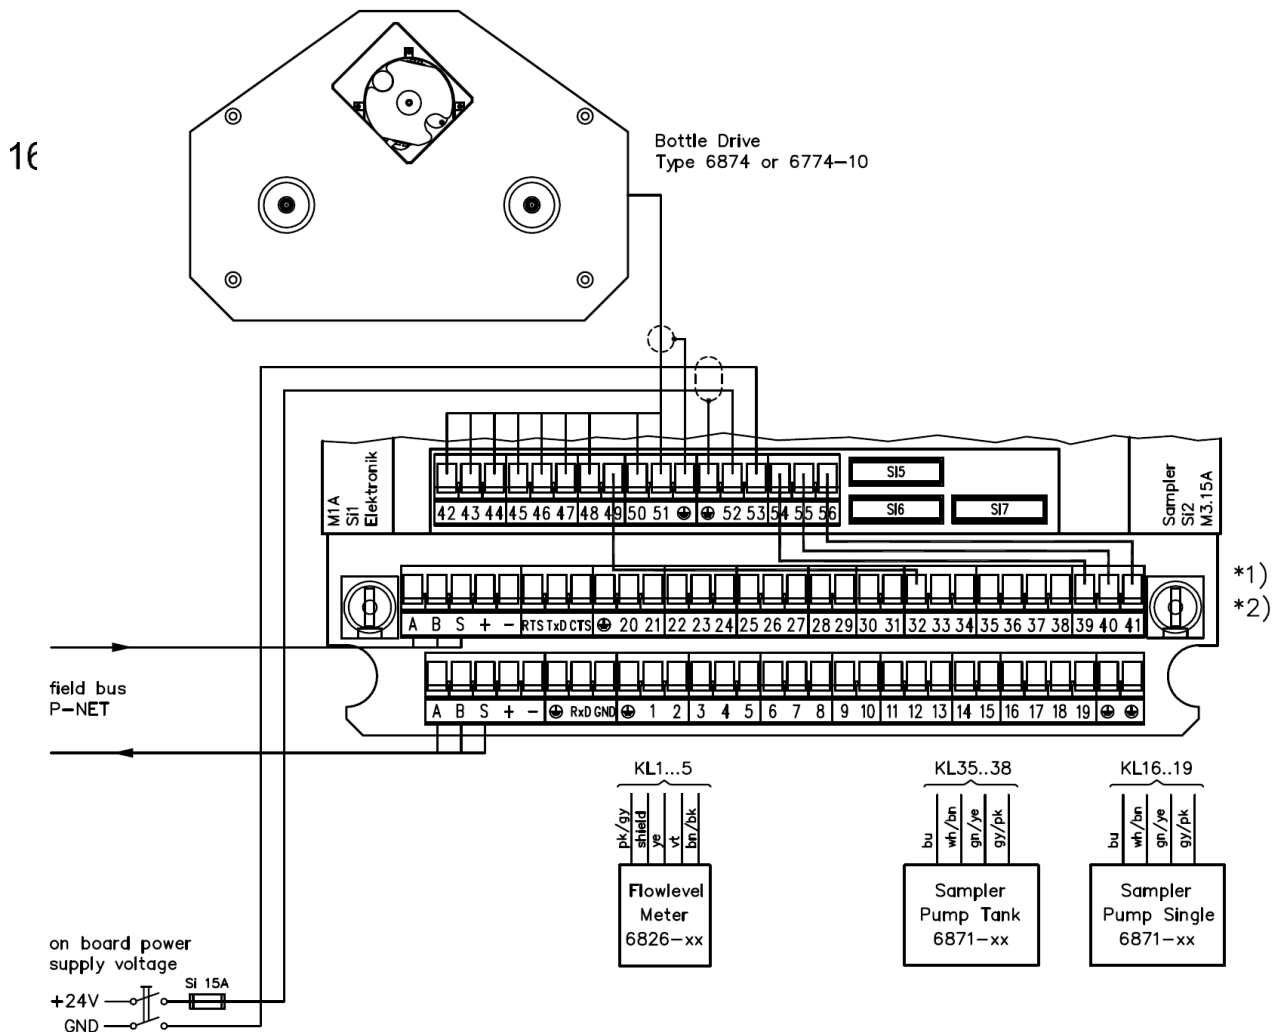 16
Bottle Drive
Type 6874 or 6774-10
M1A
Si1
Elektronik
SI5
SI6
SI7
Sampler
Si2
M3.15A
42 43 44 45 46 47 48 49 50 51 52 53 54 55 56
*1)
*2)
A B S + - RTS TxD CTS 20 21 22 23 24 25 26 27 28 29 30 31 32 33 34 35 36 37 38 39 40 41
field bus
P-NET
A B S + - RxD GND 1 2 3 4 5 6 7 8 9 10 11 12 13 14 15 16 17 18 19
KL1...5
pk/gy
shield
ye
vt
bn/bk
Flowlevel
Meter
6826-xx
KL35..38
bu
wh/bn
gn/ye
gy/pk
Sampler
Pump Tank
6871-xx
KL16..19
bu
wh/bn
gn/ye
gy/pk
Sampler
Pump Single
6871-xx
on board power
supply voltage
Si 15A
+24V
GND